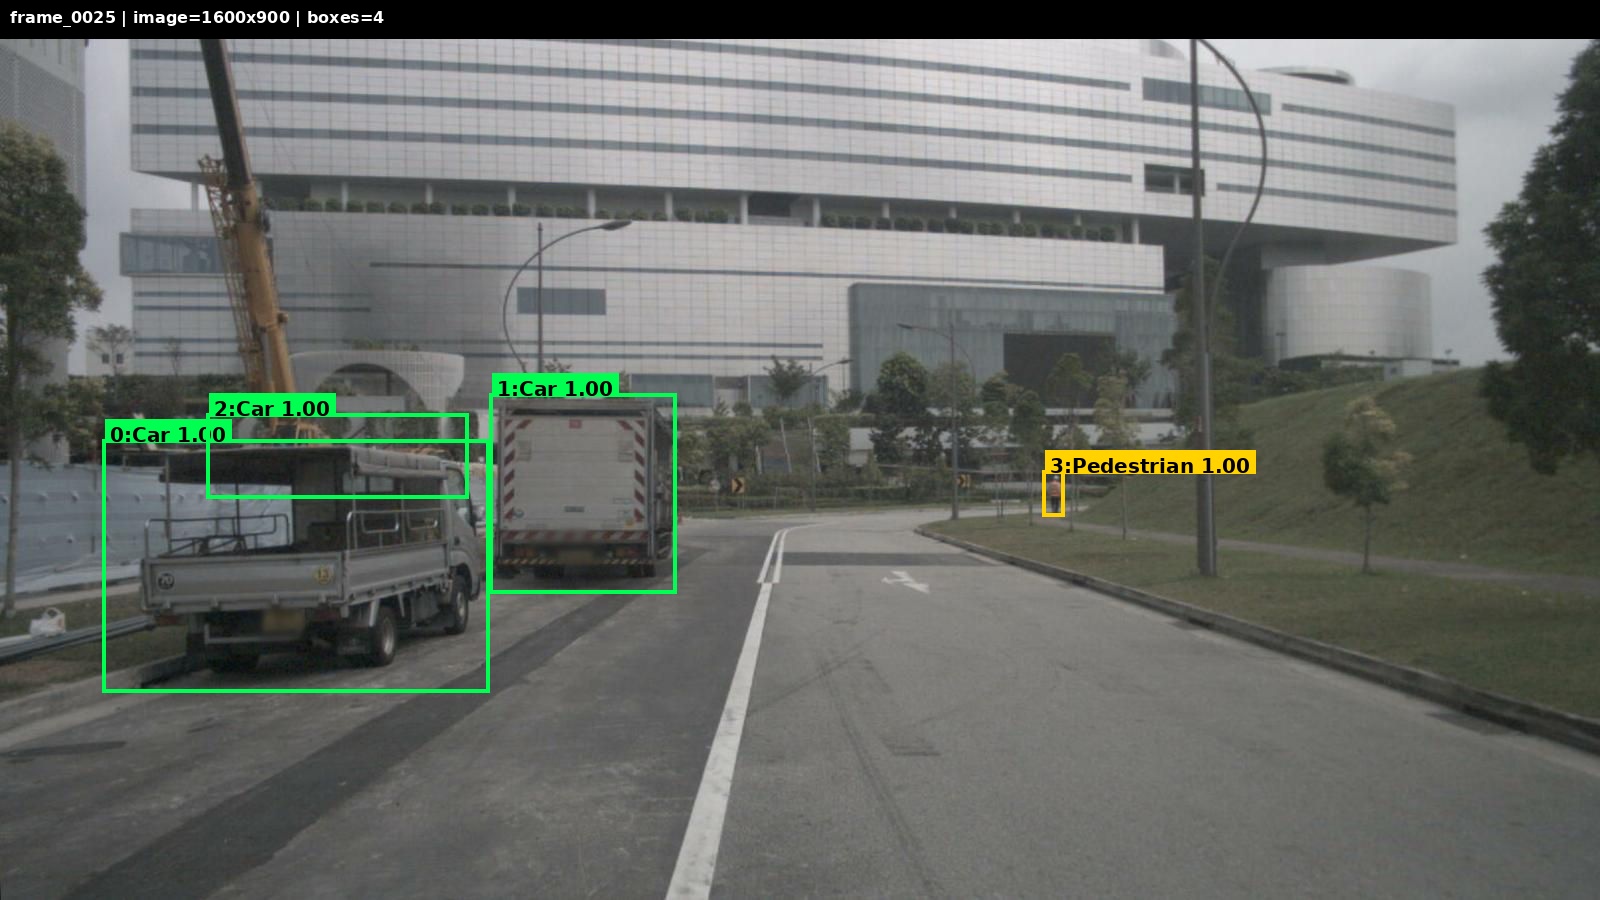 frame_0025 | image=1600x900 | boxes=4
1:Car 1.00
2:Car 1.00
0:Car 1.00
3:Pedestrian 1.00
70